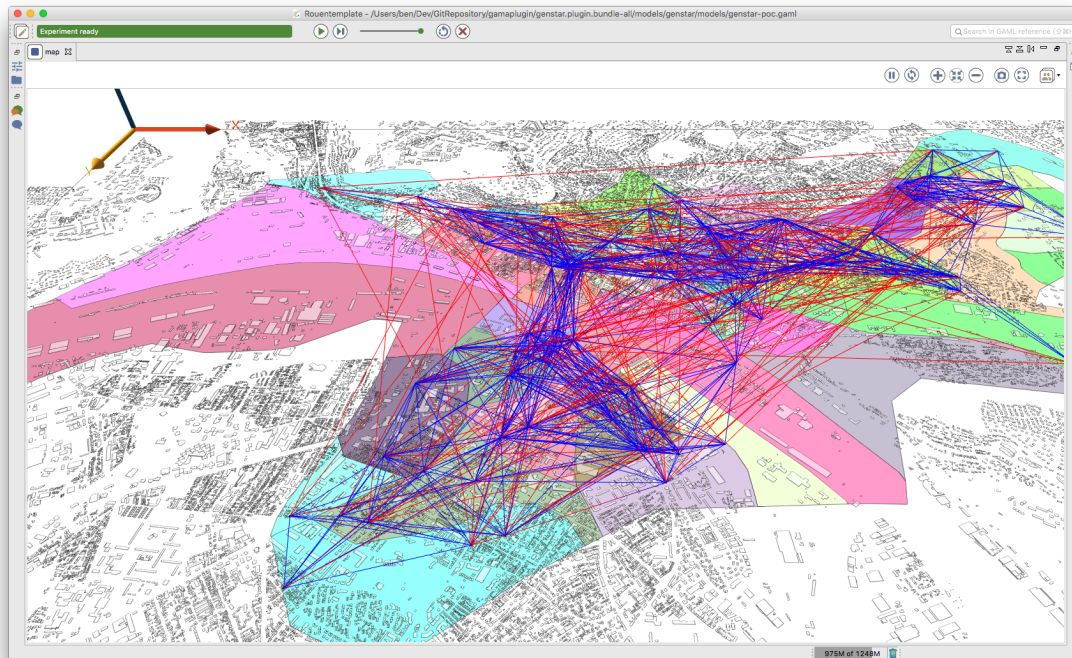 Rouentemplate - /Users/ben/Dev/GitRepository/gamaplugin/genstar.plugin.bundle-all/models/genstar/models/genstar-poc.gaml
Experiment ready
Search in GAML reference
map
X
Y
975M of 1248M